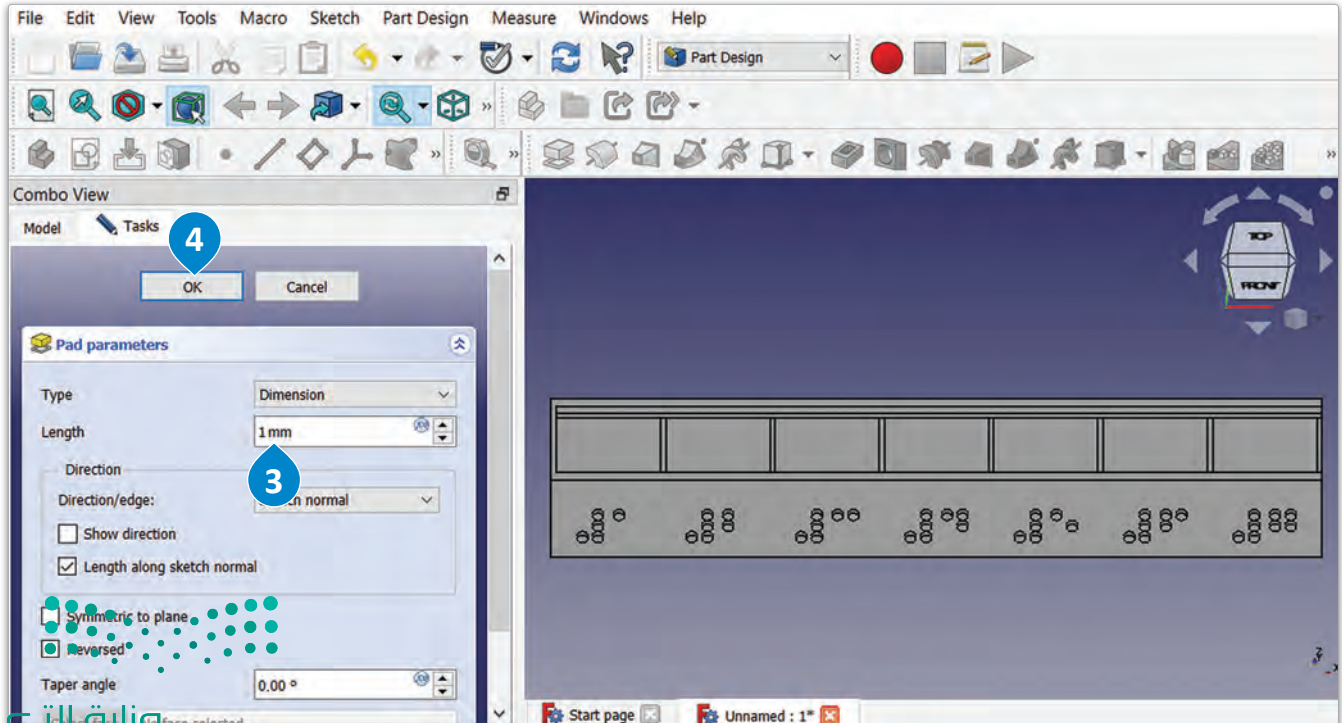 File Edit View Tools Macro Sketch Part Design Measure Windows Help
Part Design
Combo View
Model Tasks
4
OK Cancel
TOP
FRONT
Pad parameters
Type Dimension
Length 1 mm
Direction
3
Direction/edge: normal
Show direction
Length along sketch normal
Symmetric to plane
Reversed
Taper angle 0.00 °
selected
Start page Unnamed : 1*